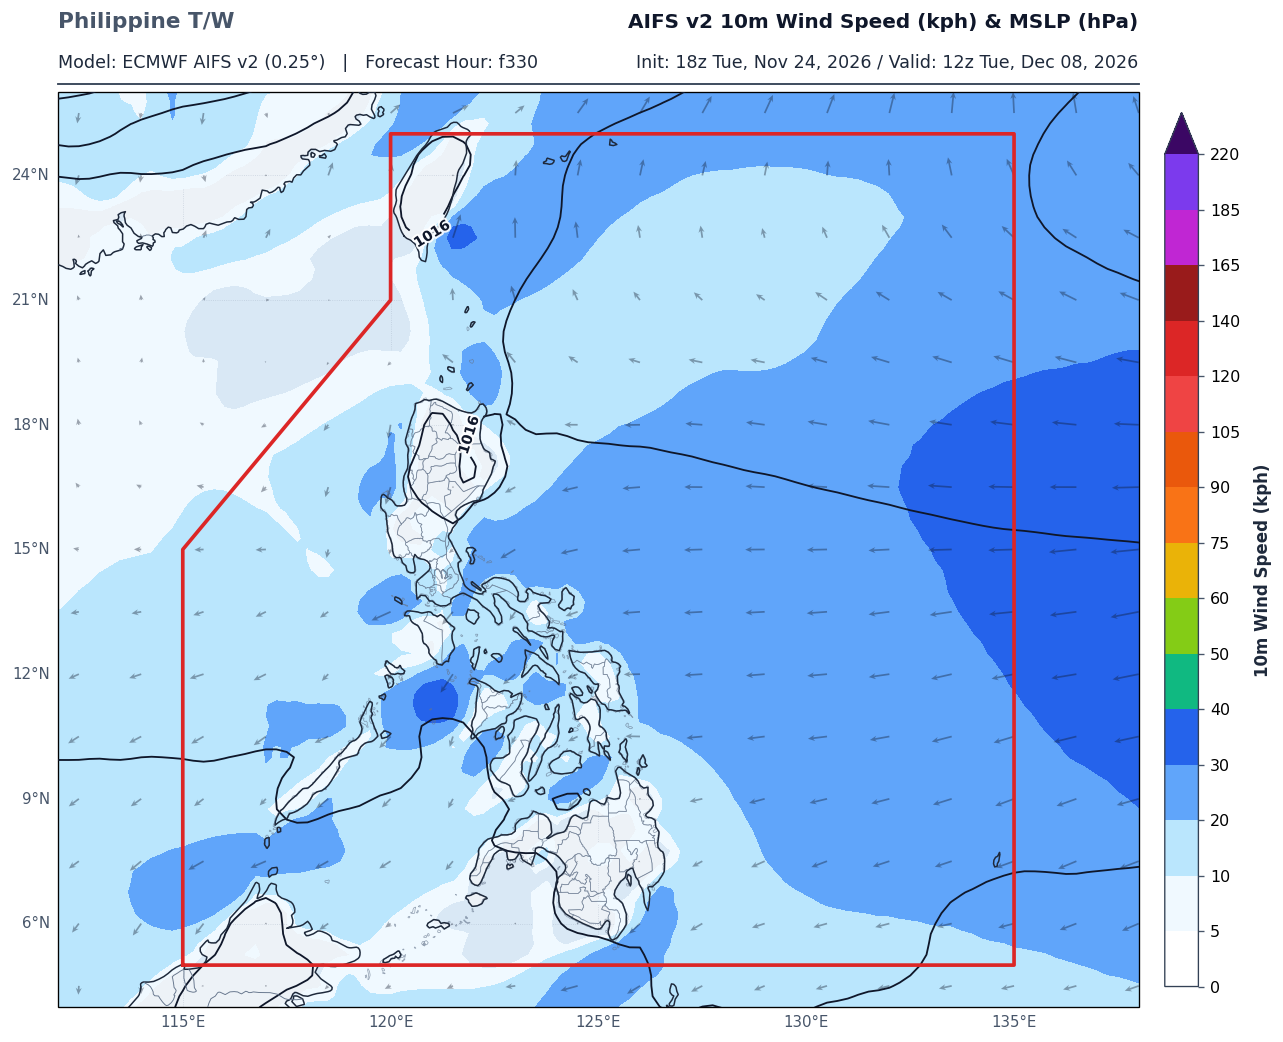 Philippine T/W
AIFS v2 10m Wind Speed (kph) & MSLP (hPa)
Model: ECMWF AIFS v2 (0.25°) | Forecast Hour: f330
Init: 18z Tue, Nov 24, 2026 / Valid: 12z Tue, Dec 08, 2026
24°N
21°N
18°N
15°N
12°N
9°N
6°N
115°E
120°E
125°E
130°E
135°E
1016
1016
220
185
165
140
120
105
90
75
60
50
40
30
20
10
5
0
10m Wind Speed (kph)